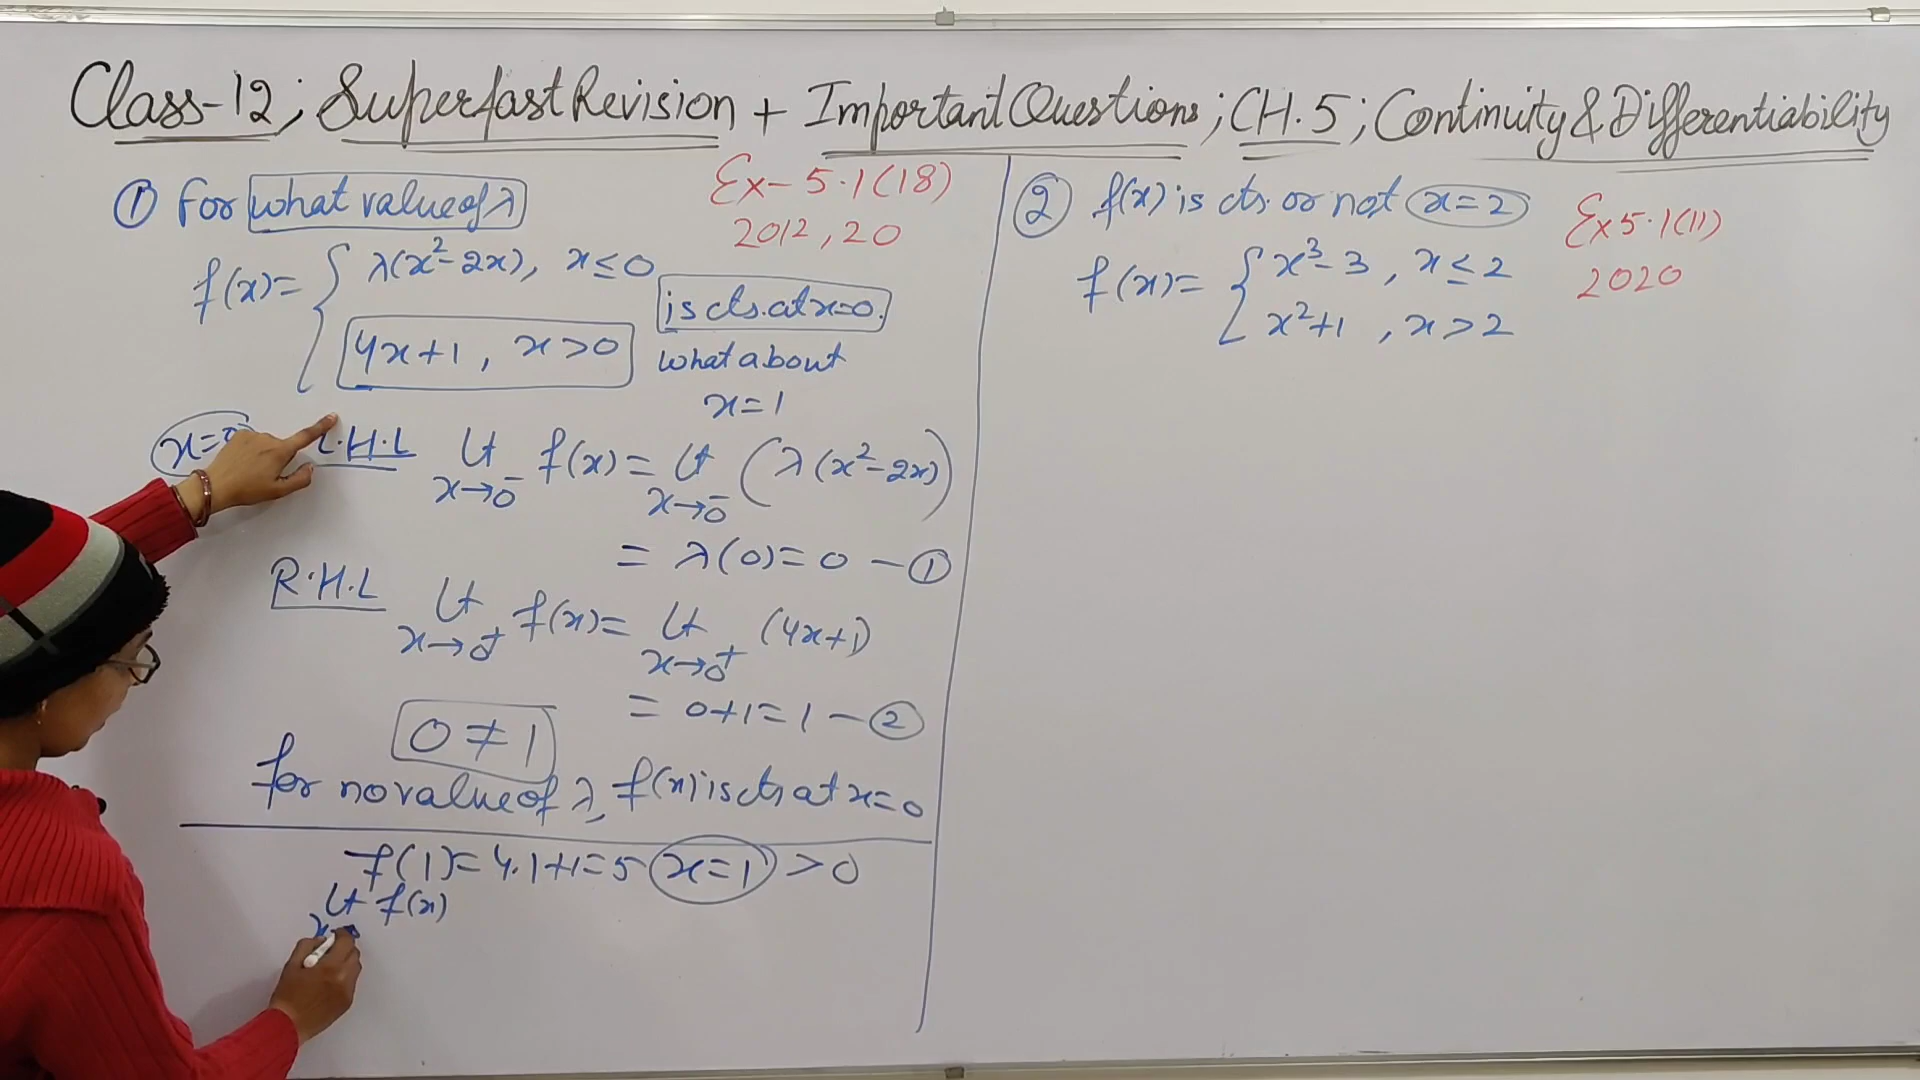 Class-12; Superfast Revision + Important Questions; CH.5; Continuity & Differentiability
① For what value of λ
Ex-5.1(18)
2012, 20
f(x)= { λ(x²-2x), x≤0
4x+1, x>0
is cts. at x=0.
what about
x=1
x=0 L.H.L Lt x→0⁻ f(x) = Lt x→0⁻ (λ(x²-2x))
= λ(0)=0 -①
R.H.L Lt x→0⁺ f(x)= Lt x→0⁺ (4x+1)
= 0+1=1 -②
0≠1
for no value of λ, f(x) is cts at x=0
f(1)=4.1+1=5 x=1 >0
Lt f(x)
x→
② f(x) is cts. or not x=2
Ex 5.1(11)
2020
f(x)= { x³-3, x≤2
x²+1, x>2